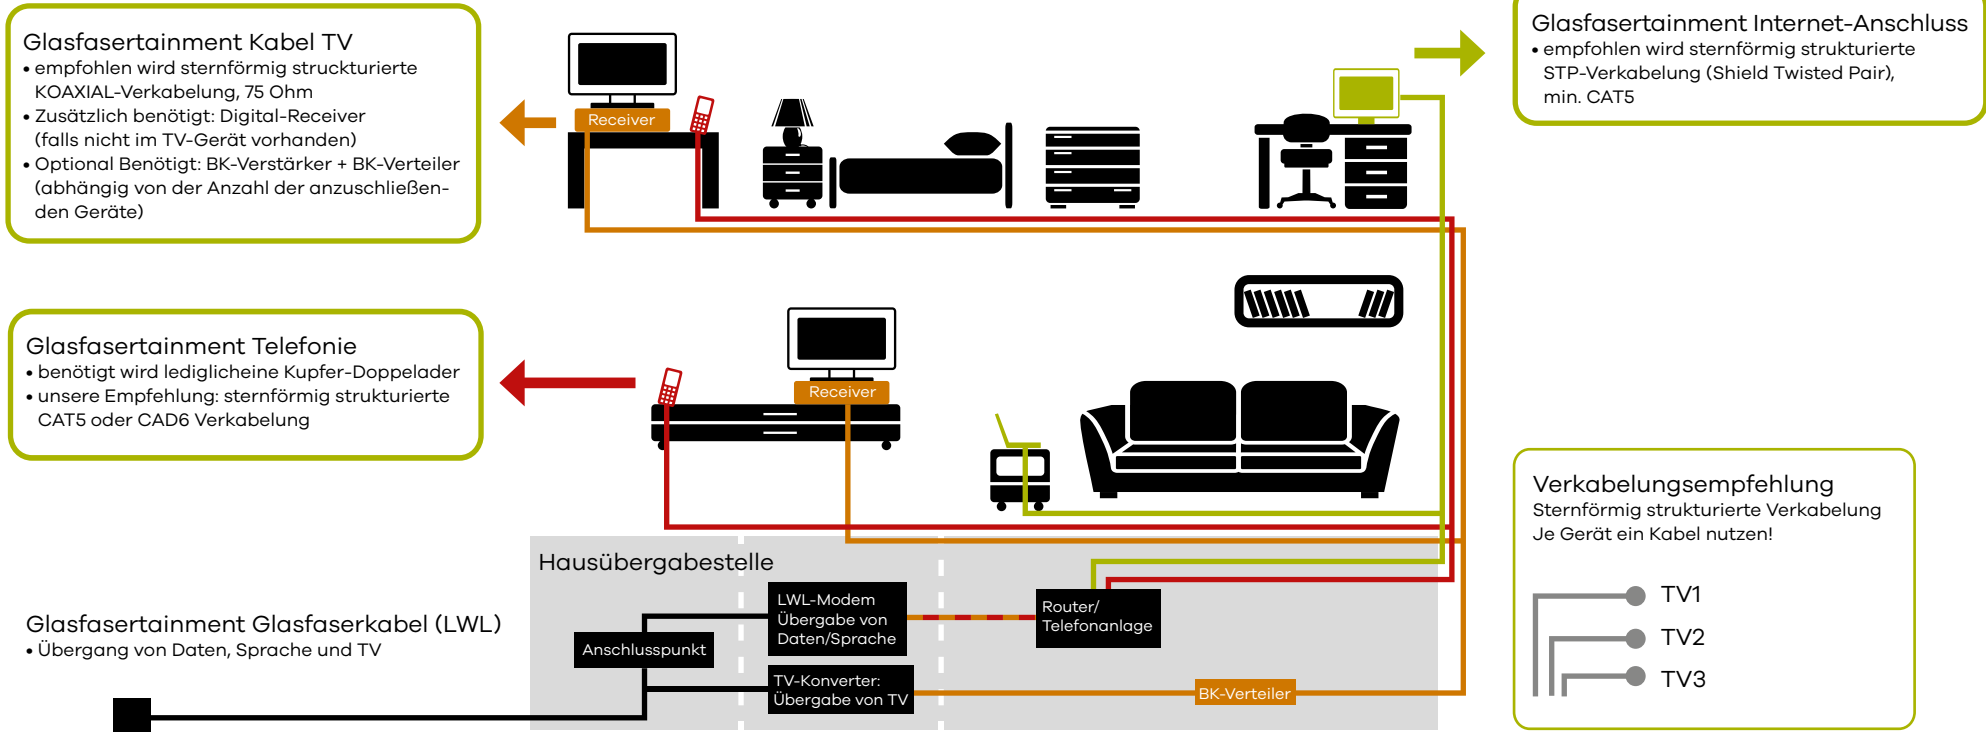 Glasfasertainment Kabel TV
• empfohlen wird sternförmig struckturierte
KOAXIAL-Verkabelung, 75 Ohm
• Zusätzlich benötigt: Digital-Receiver
(falls nicht im TV-Gerät vorhanden)
• Optional Benötigt: BK-Verstärker + BK-Verteiler
(abhängig von der Anzahl der anzuschließen-
den Geräte)
Receiver
Glasfasertainment Internet-Anschluss
• empfohlen wird sternförmig strukturierte
STP-Verkabelung (Shield Twisted Pair),
min. CAT5
Glasfasertainment Telefonie
• benötigt wird lediglicheine Kupfer-Doppelader
• unsere Empfehlung: sternförmig strukturierte
CAT5 oder CAD6 Verkabelung
Receiver
Verkabelungsempfehlung
Sternförmig strukturierte Verkabelung
Je Gerät ein Kabel nutzen!
TV1
TV2
TV3
Hausübergabestelle
Glasfasertainment Glasfaserkabel (LWL)
• Übergang von Daten, Sprache und TV
Anschlusspunkt
LWL-Modem
Übergabe von
Daten/Sprache
Router/
Telefonanlage
TV-Konverter:
Übergabe von TV
BK-Verteiler